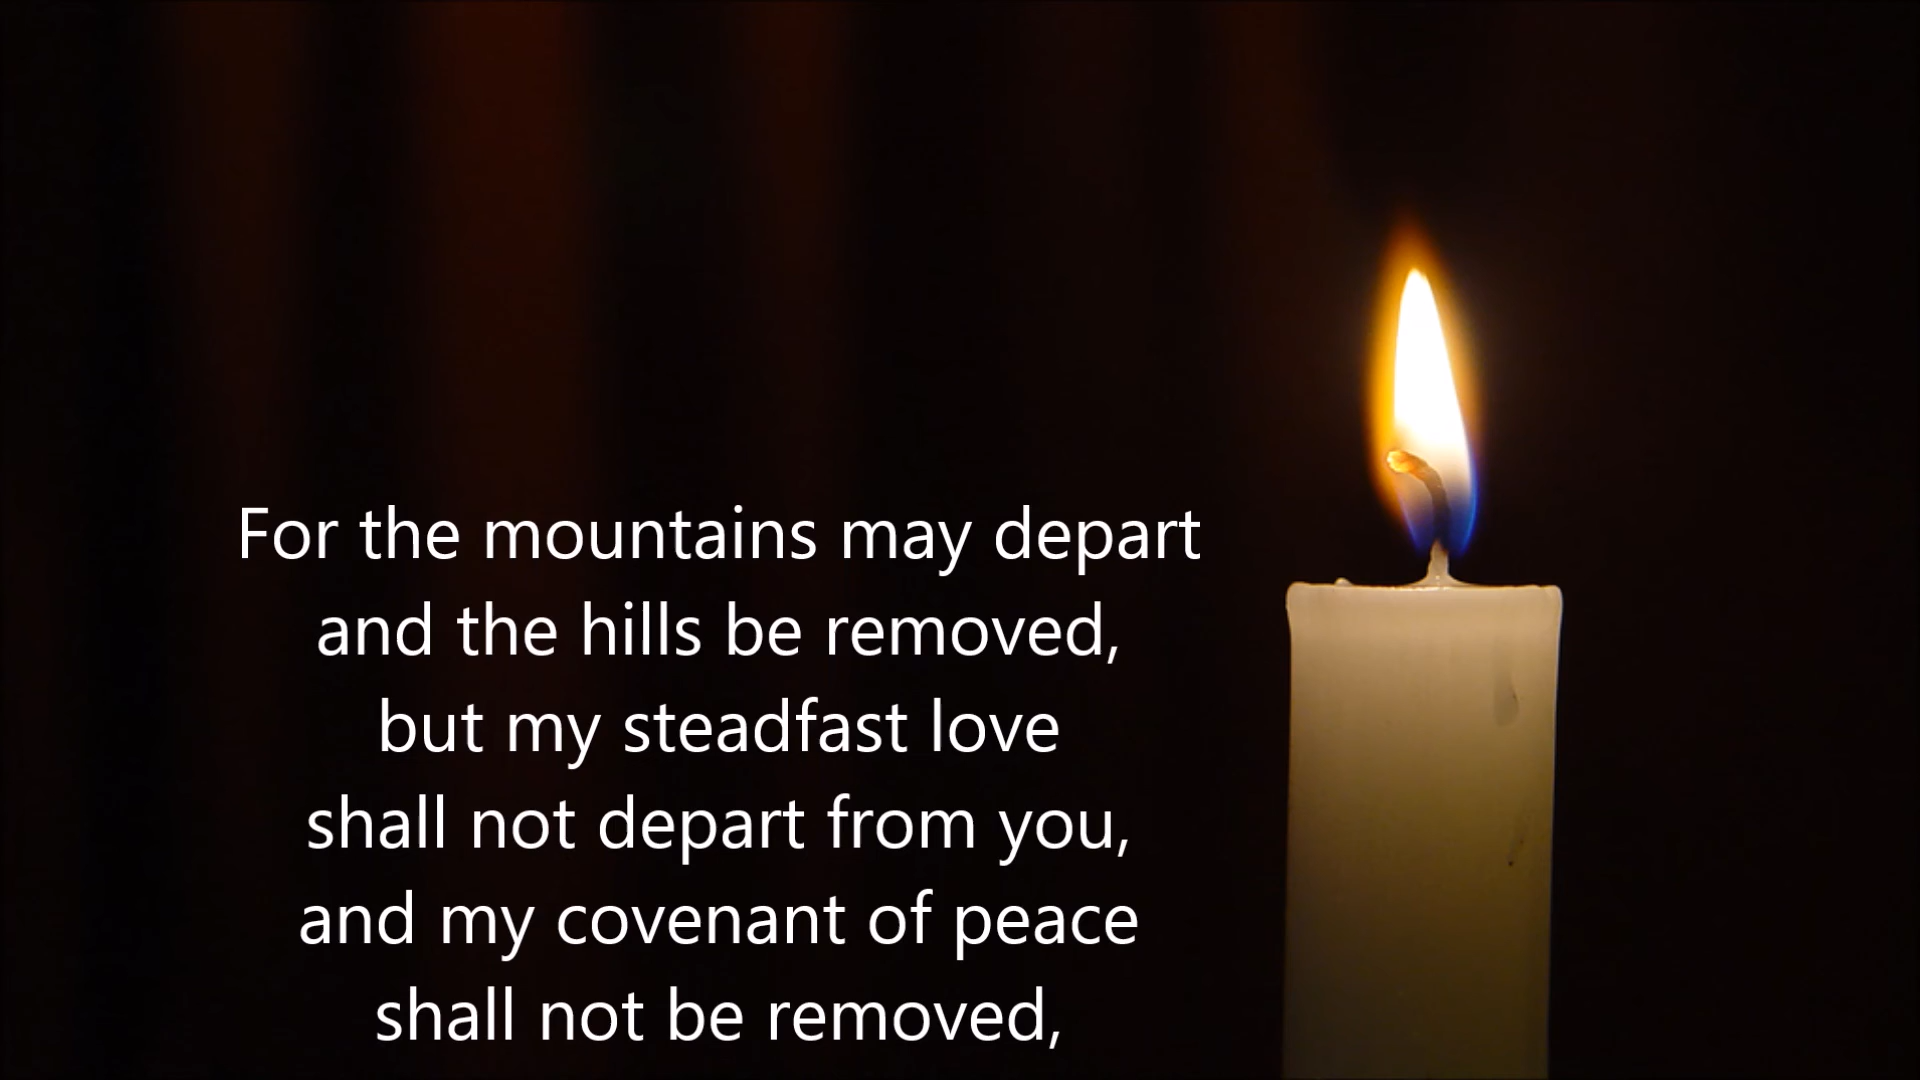 For the mountains may depart
and the hills be removed,
but my steadfast love
shall not depart from you,
and my covenant of peace
shall not be removed,